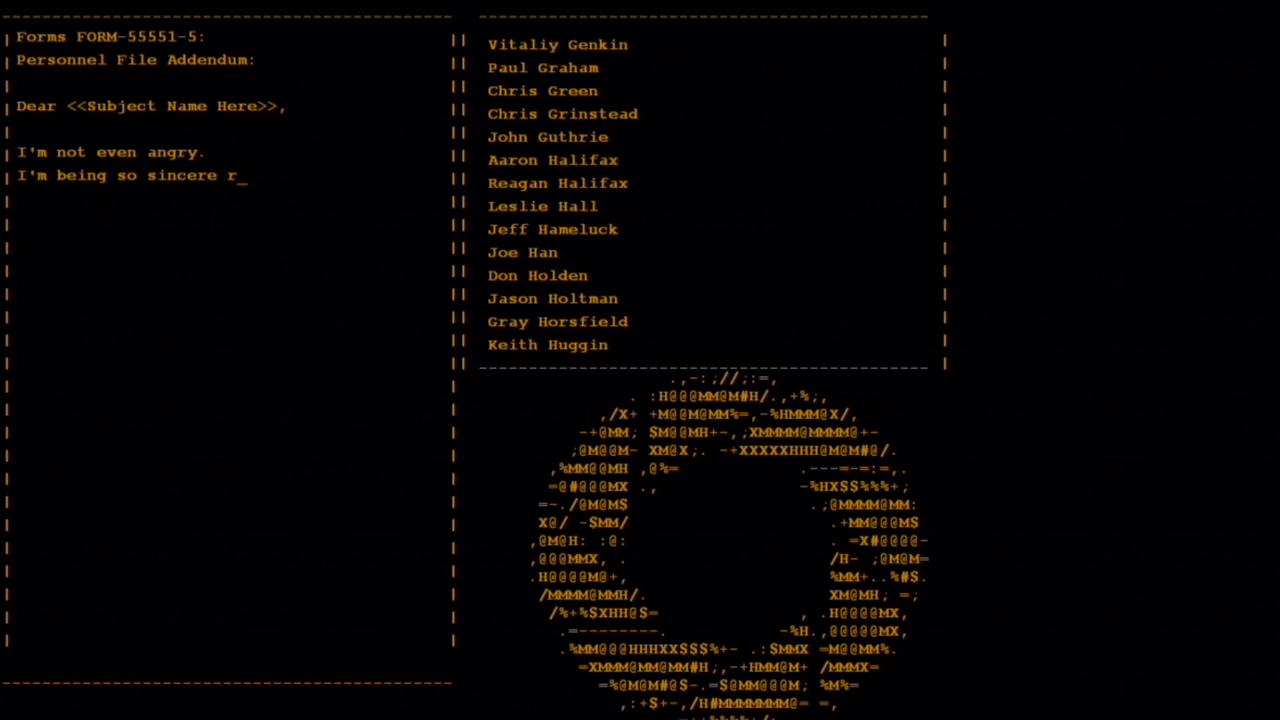 Forms FORM-55551-5:
Personnel File Addendum:
Dear <<Subject Name Here>>,
I'm not even angry.
I'm being so sincere r_
Vitaliy Genkin
Paul Graham
Chris Green
Chris Grinstead
John Guthrie
Aaron Halifax
Reagan Halifax
Leslie Hall
Jeff Hameluck
Joe Han
Don Holden
Jason Holtman
Gray Horsfield
Keith Huggin